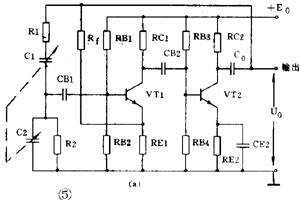 +E₀
R1
Rf
RB1
RC1
RB3
RC2
CB2
C₀
C1
CB1
輸出
VT1
VT2
U₀
C2
R2
RB2
RE1
RB4
RE2
CE2
(a)
⑤